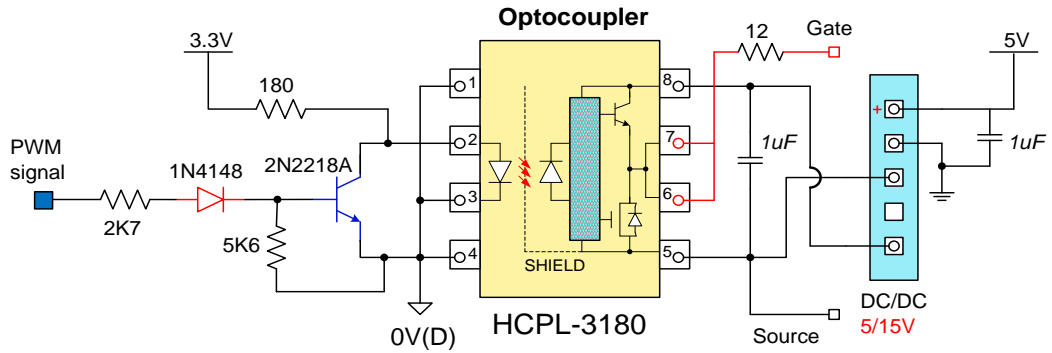 Optocoupler
3.3V
180
12
Gate
5V
1
2
3
4
8
7
6
5
+
1uF
1uF
PWM
signal
1N4148
2N2218A
2K7
5K6
SHIELD
0V(D)
HCPL-3180
Source
DC/DC
5/15V